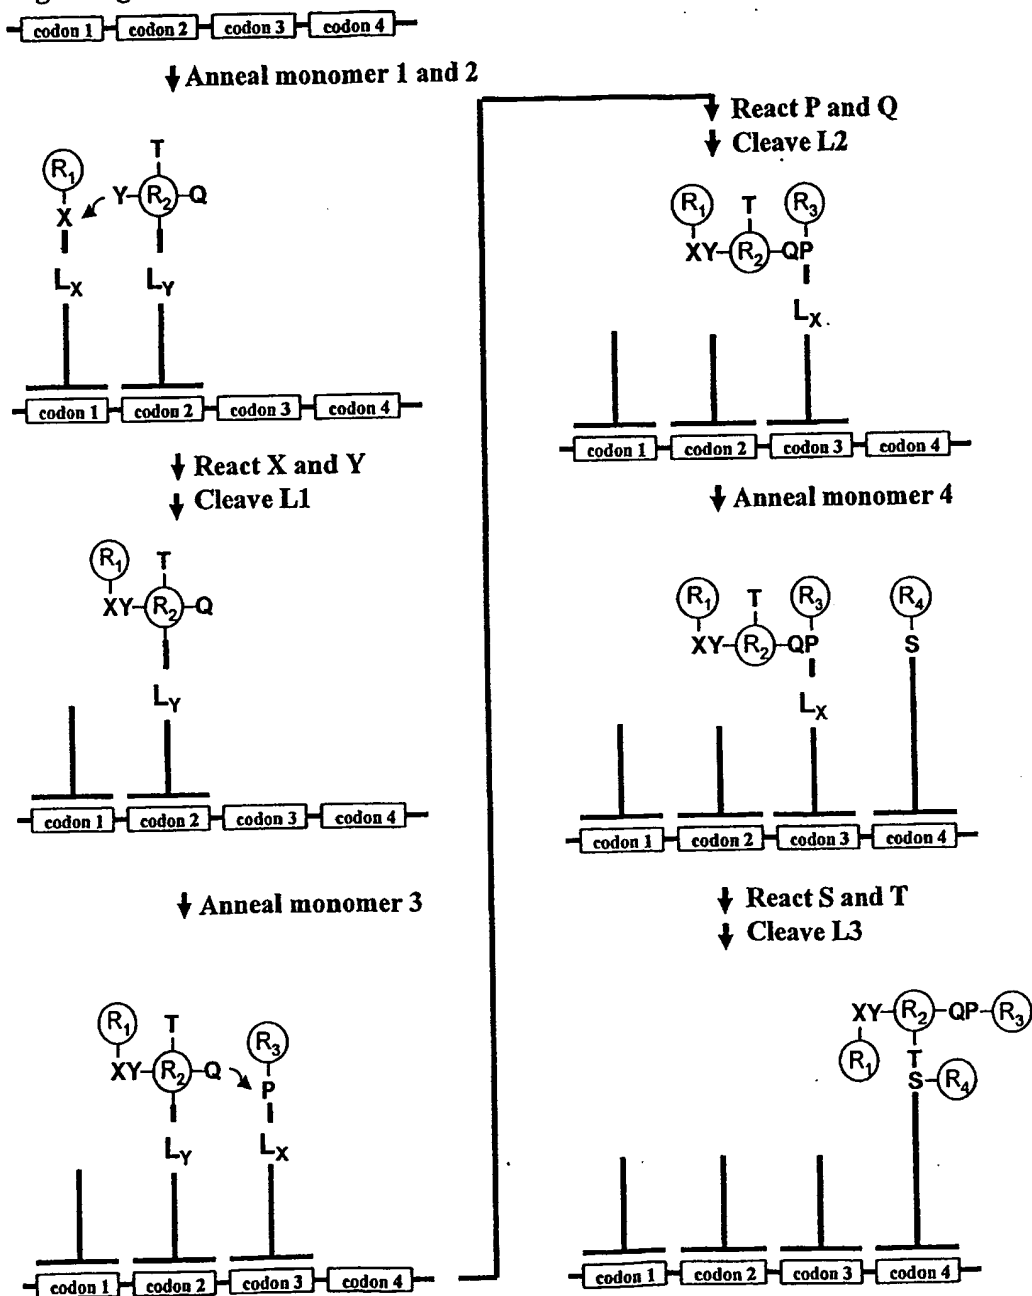 codon 1 codon 2 codon 3 codon 4
Anneal monomer 1 and 2
R1 T
X Y R2 Q
LX LY
codon 1 codon 2 codon 3 codon 4
React X and Y
Cleave L1
R1 T
XY R2 Q
LY
codon 1 codon 2 codon 3 codon 4
Anneal monomer 3
R1 T R3
XY R2 Q P
LY LX
codon 1 codon 2 codon 3 codon 4
React P and Q
Cleave L2
R1 T R3
XY R2 QP
LX
codon 1 codon 2 codon 3 codon 4
Anneal monomer 4
R1 T R3 R4
XY R2 QP S
LX
codon 1 codon 2 codon 3 codon 4
React S and T
Cleave L3
XY R2 QP R3
R1 T
S R4
codon 1 codon 2 codon 3 codon 4